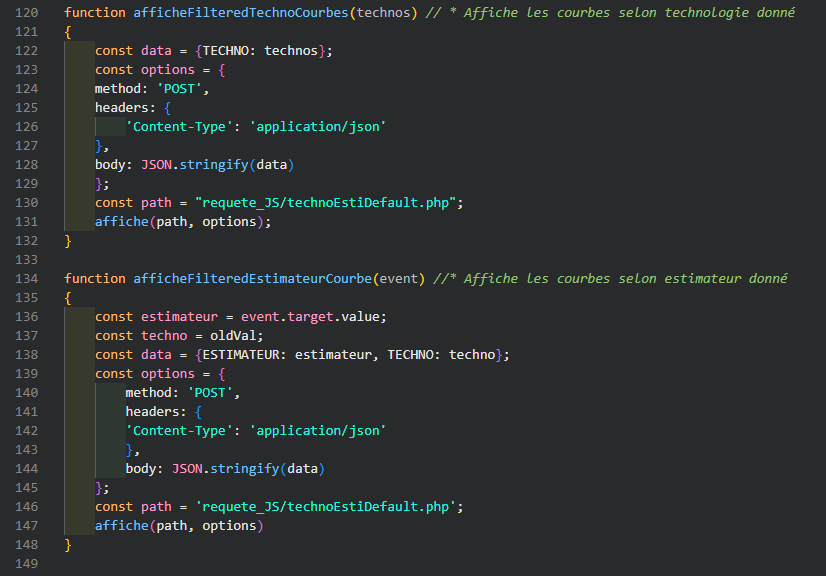 120 function afficheFilteredTechnoCourbes(technos) // * Affiche les courbes selon technologie donné
121 {
122 const data = {TECHNO: technos};
123 const options = {
124 method: 'POST',
125 headers: {
126 'Content-Type': 'application/json'
127 },
128 body: JSON.stringify(data)
129 };
130 const path = "requete_JS/technoEstiDefault.php";
131 affiche(path, options);
132 }
133
134 function afficheFilteredEstimateurCourbe(event) //* Affiche les courbes selon estimateur donné
135 {
136 const estimateur = event.target.value;
137 const techno = oldVal;
138 const data = {ESTIMATEUR: estimateur, TECHNO: techno};
139 const options = {
140 method: 'POST',
141 headers: {
142 'Content-Type': 'application/json'
143 },
144 body: JSON.stringify(data)
145 };
146 const path = 'requete_JS/technoEstiDefault.php';
147 affiche(path, options)
148 }
149